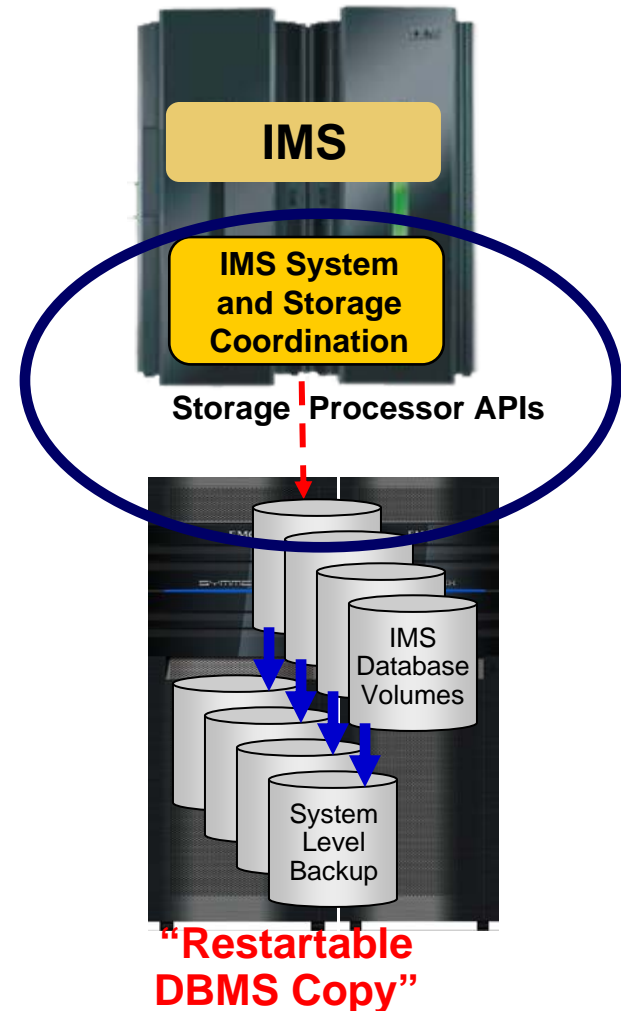 IMS
IMS System
and Storage
Coordination
Storage Processor APIs
IMS
Database
Volumes
System
Level
Backup
“Restartable
DBMS Copy”